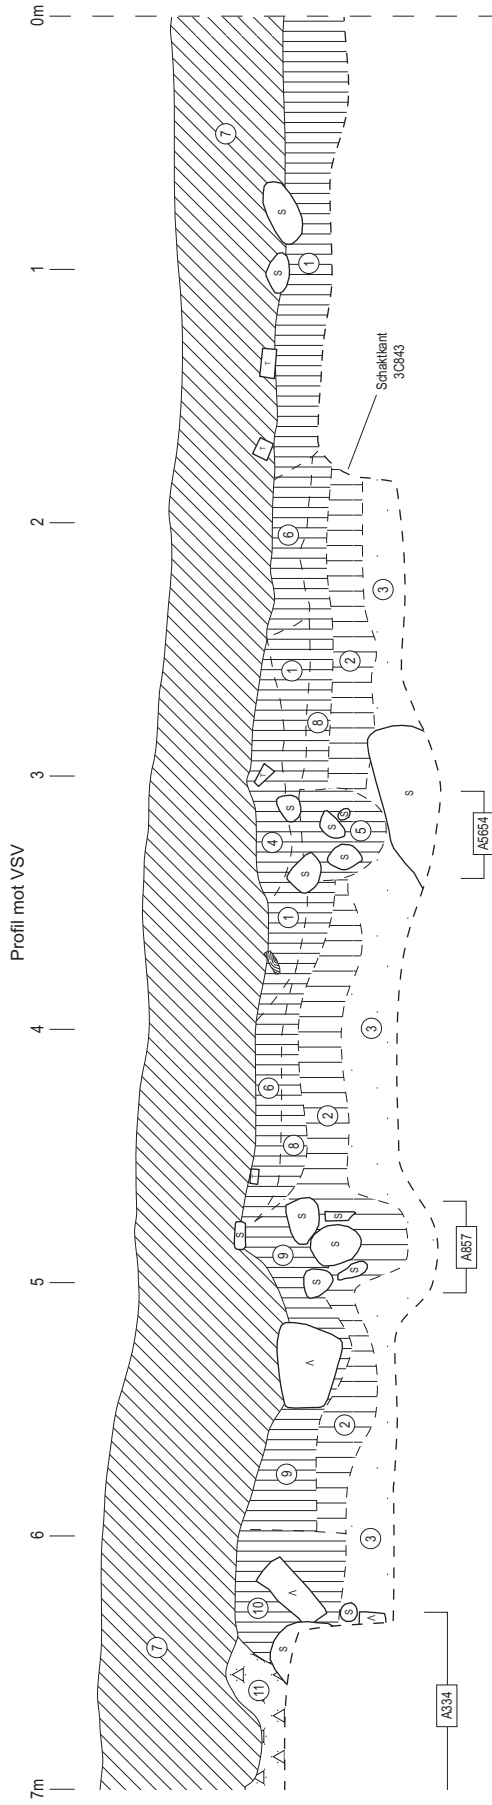 Profil mot VSV
7m 6 5 4 3 2 1 0m
7 7
S T T T T
11 10 9 9 8 6 1 4 1 6 1
S Λ Λ S S S S S S S S S S S S
S Λ 2 2 5 8 2
3 3 3 S
Schaktkant
3C843
A334 A857 A5654